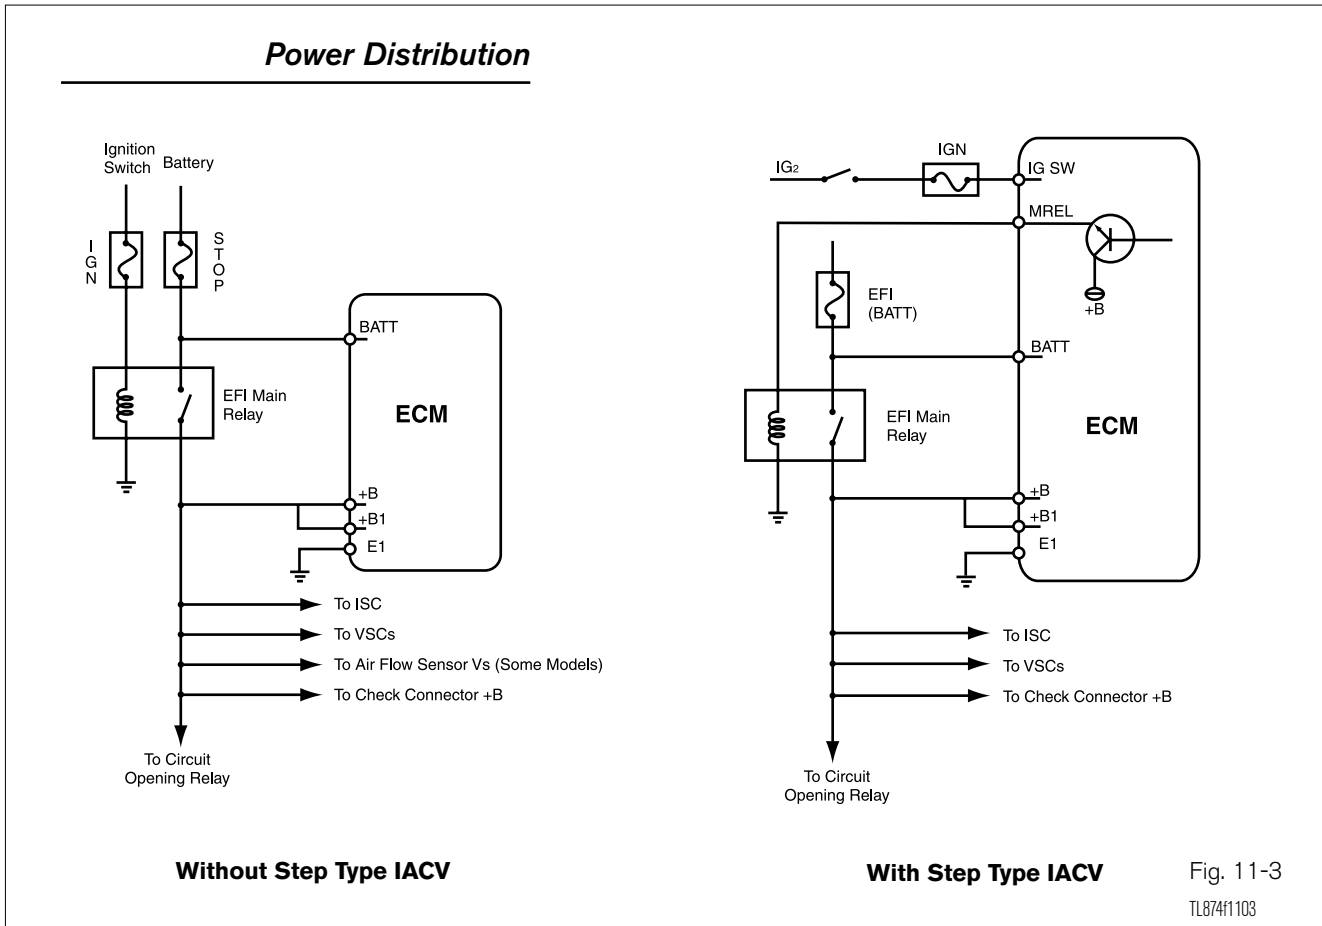 Power Distribution
Ignition
Switch
Battery
IGN
STOP
BATT
EFI Main
Relay
ECM
+B
+B1
E1
To ISC
To VSCs
To Air Flow Sensor Vs (Some Models)
To Check Connector +B
To Circuit
Opening Relay
Without Step Type IACV
IG2
IGN
IG SW
MREL
+B
EFI
(BATT)
BATT
EFI Main
Relay
ECM
+B
+B1
E1
To ISC
To VSCs
To Check Connector +B
To Circuit
Opening Relay
With Step Type IACV
Fig. 11-3
TL874f1103